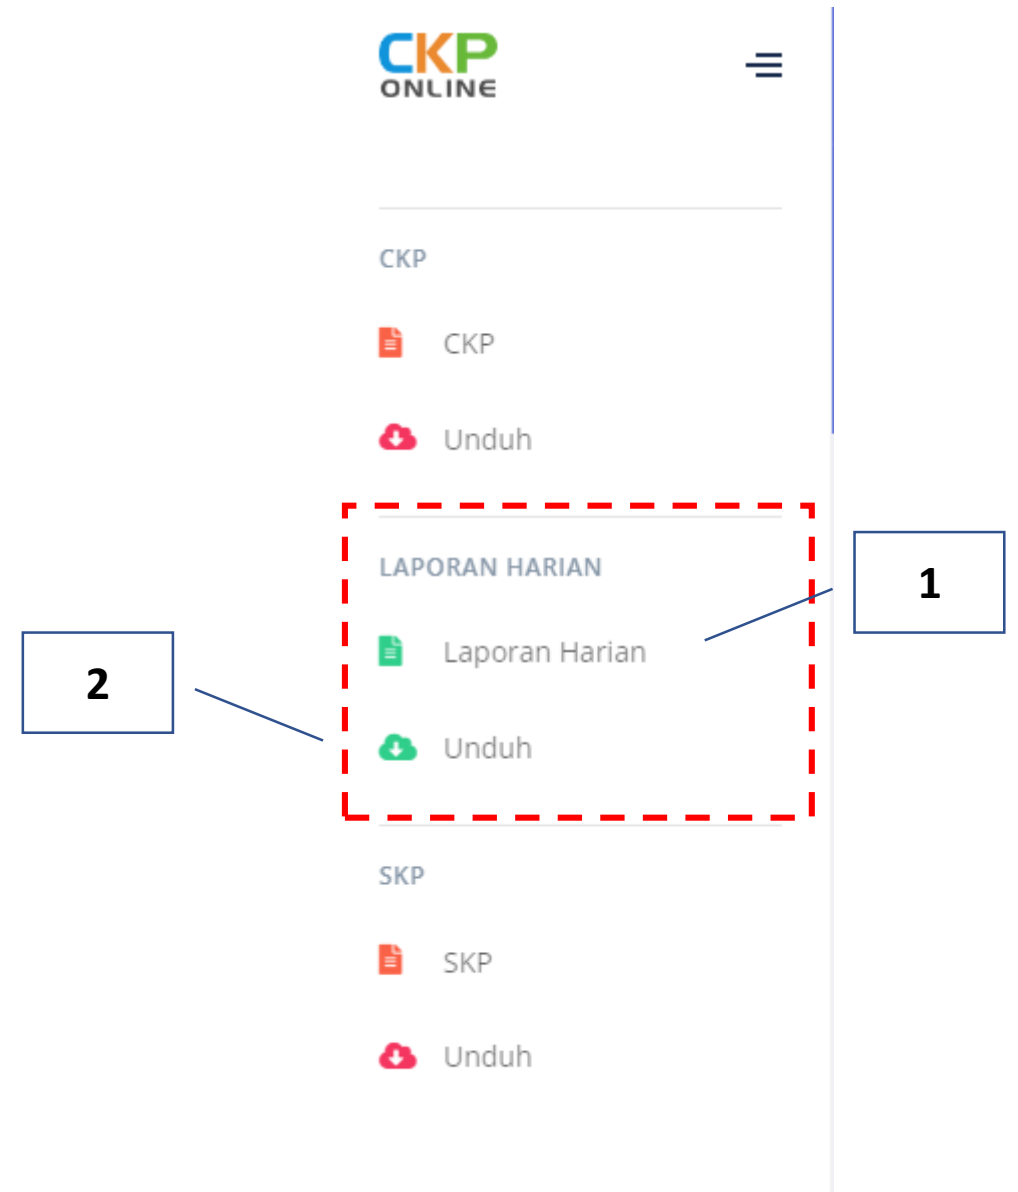 CKP
ONLINE
CKP
CKP
Unduh
LAPORAN HARIAN
1
Laporan Harian
2
Unduh
SKP
SKP
Unduh